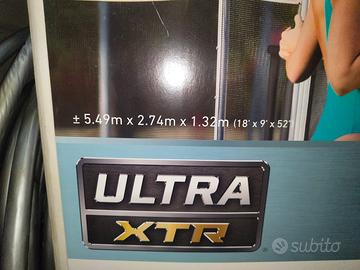 ± 5.49m x 2.74m x 1.32m (18' x 9' x 52")
ULTRA
XTR
subito